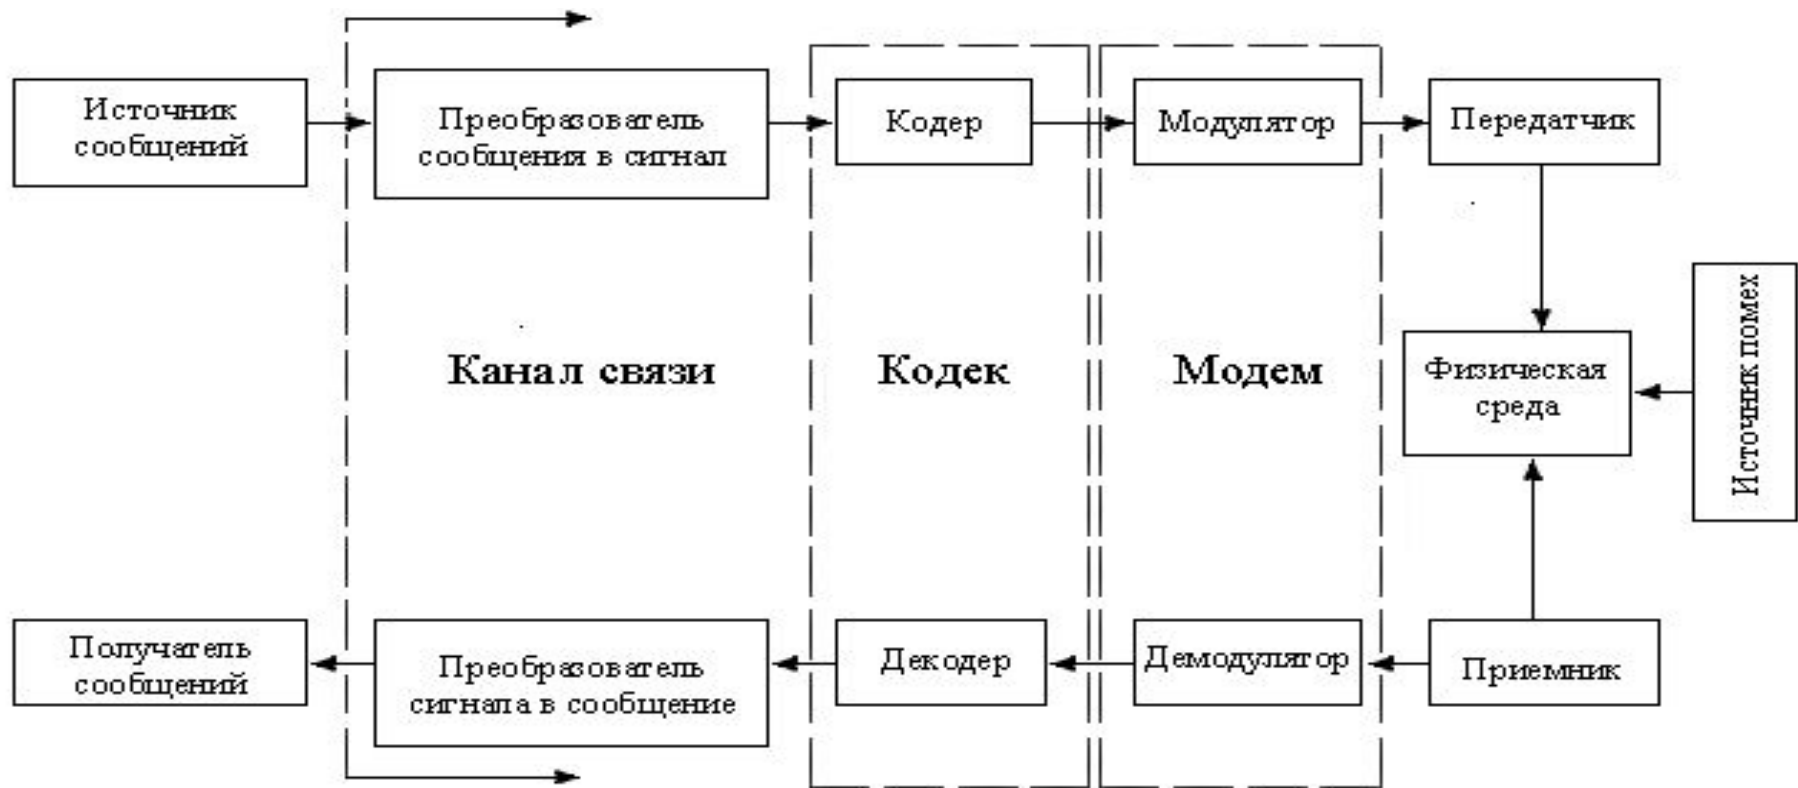 Источник
сообщений
Преобразователь
сообщения в сигнал
Кодер
Модулятор
Передатчик
Канал связи
Кодек
Модем
Физическая
среда
Источник помех
Получатель
сообщений
Преобразователь
сигнала в сообщение
Декодер
Демодулятор
Приемник